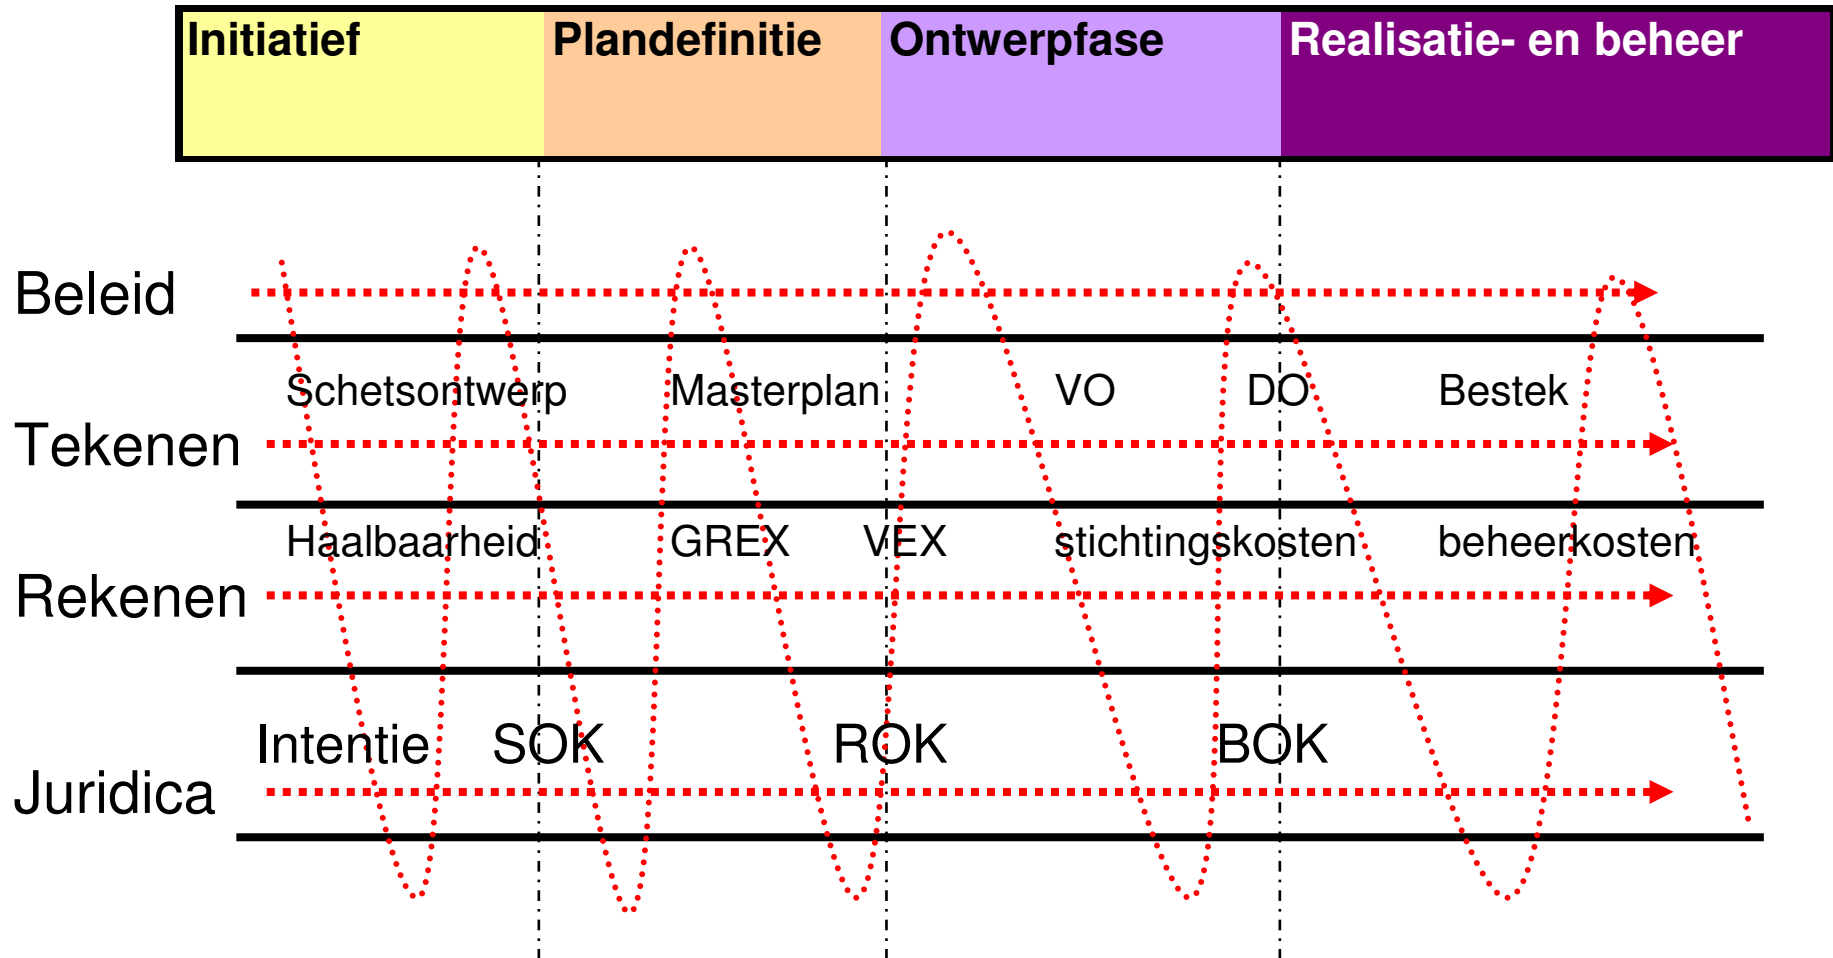 Initiatief Plandefinitie Ontwerpfase Realisatie- en beheer
Beleid
Schetsontwerp Masterplan VO DO Bestek
Tekenen
Haalbaarheid GREX VEX stichtingskosten beheerkosten
Rekenen
Intentie SOK ROK BOK
Juridica